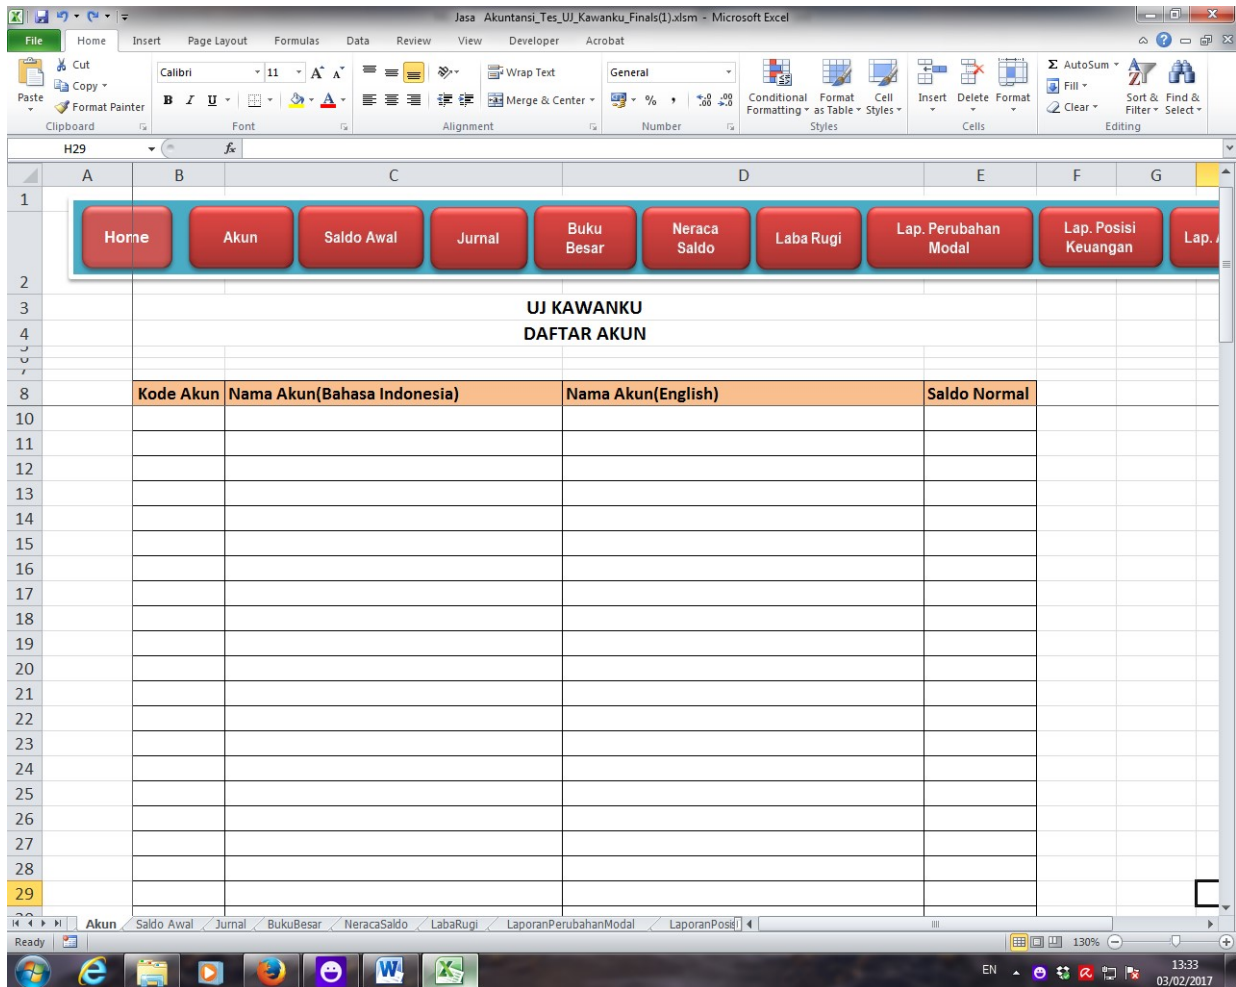 Jasa Akuntansi_Tes_UJ_Kawanku_Finals(1).xlsm - Microsoft Excel
File Home Insert Page Layout Formulas Data Review View Developer Acrobat
Paste
Cut
Copy
Format Painter
Clipboard
Calibri 11
B I U
Font
Wrap Text
Merge & Center
Alignment
General
% ,
Number
Conditional Formatting
Format as Table
Cell Styles
Styles
Insert Delete Format
Cells
Σ AutoSum
Fill
Clear
Sort & Filter
Find & Select
Editing
H29 fx
A B C D E F G
1
Home
Akun
Saldo Awal
Jurnal
Buku Besar
Neraca Saldo
Laba Rugi
Lap. Perubahan Modal
Lap. Posisi Keuangan
Lap.
2
3 UJ KAWANKU
4 DAFTAR AKUN
8 Kode Akun Nama Akun(Bahasa Indonesia) Nama Akun(English) Saldo Normal
10
11
12
13
14
15
16
17
18
19
20
21
22
23
24
25
26
27
28
29
Akun Saldo Awal Jurnal BukuBesar NeracaSaldo LabaRugi LaporanPerubahanModal LaporanPosis
Ready 130%
EN 13:33
03/02/2017